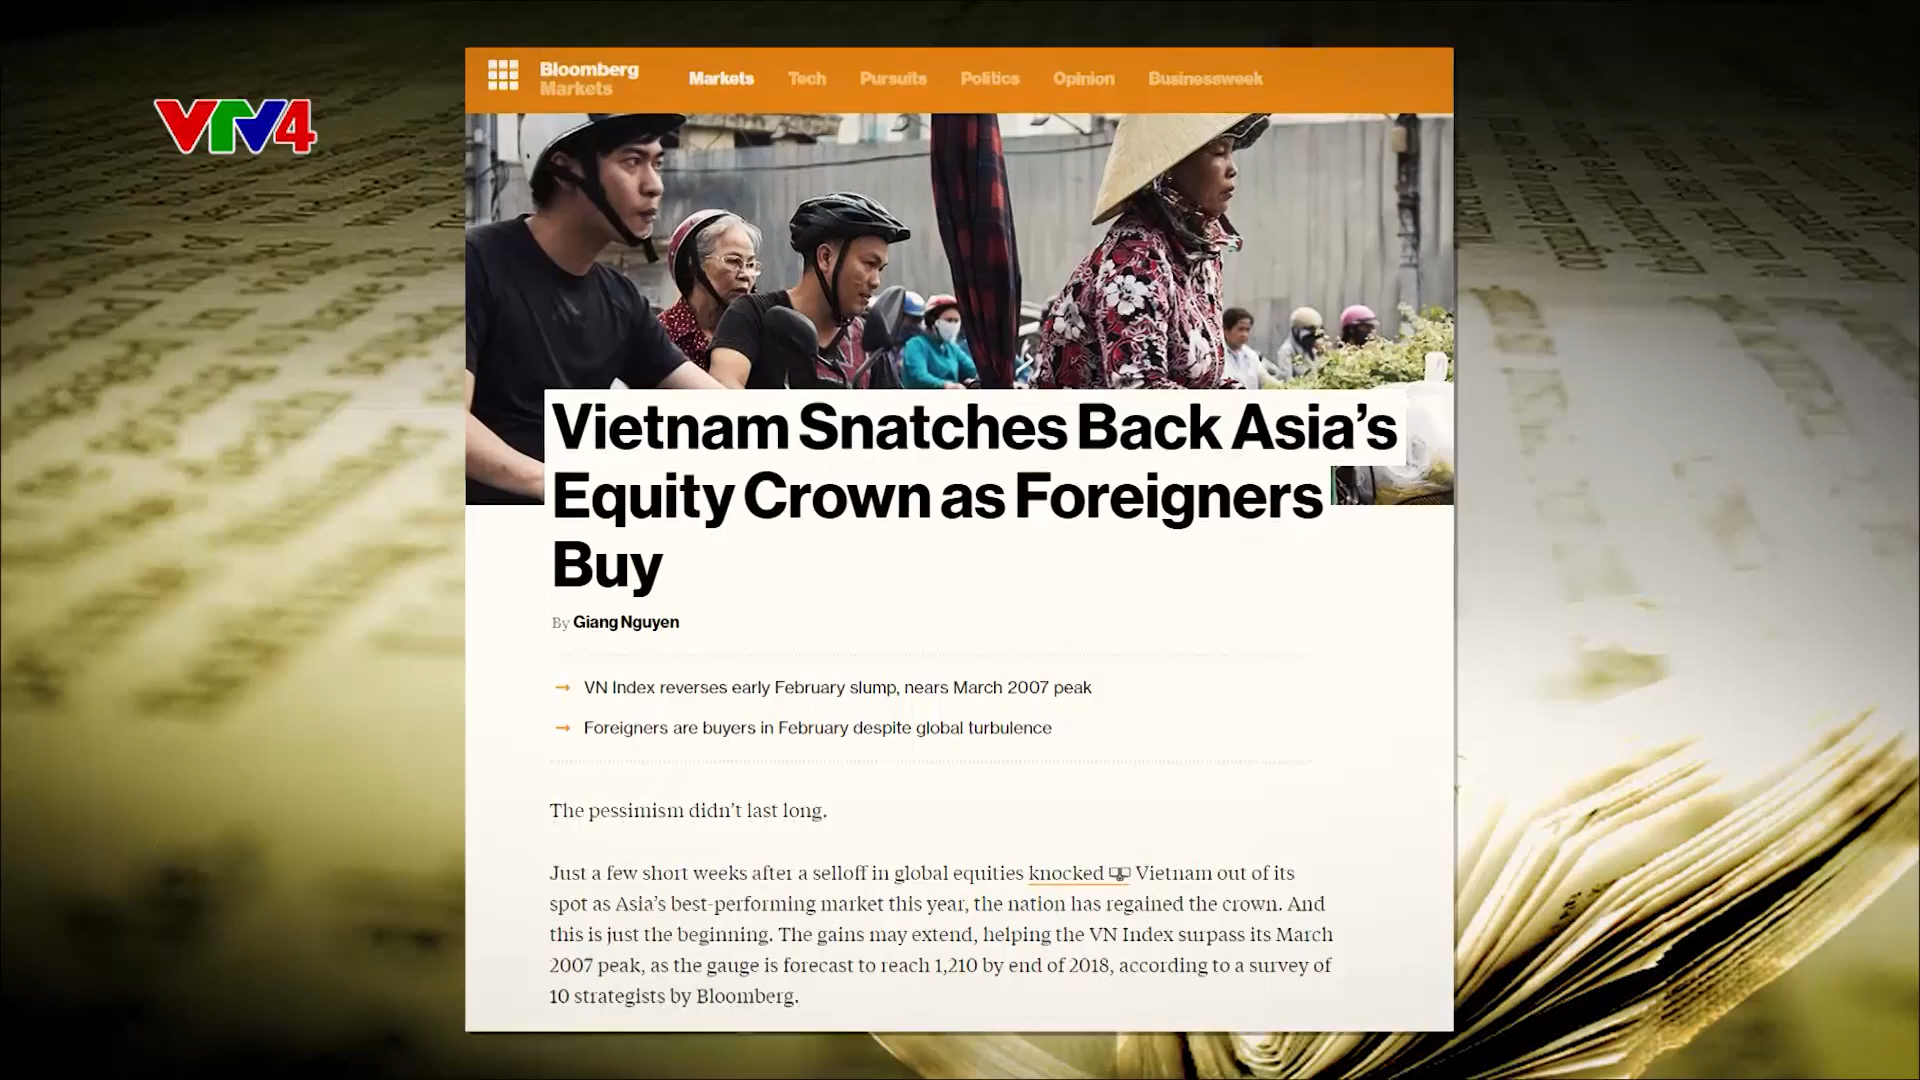 VTV4
Bloomberg
Markets
Markets Tech Pursuits Politics Opinion Businessweek
Vietnam Snatches Back Asia's
Equity Crown as Foreigners
Buy
By Giang Nguyen
→ VN Index reverses early February slump, nears March 2007 peak
→ Foreigners are buyers in February despite global turbulence
The pessimism didn't last long.
Just a few short weeks after a selloff in global equities knocked Vietnam out of its
spot as Asia's best-performing market this year, the nation has regained the crown. And
this is just the beginning. The gains may extend, helping the VN Index surpass its March
2007 peak, as the gauge is forecast to reach 1,210 by end of 2018, according to a survey of
10 strategists by Bloomberg.